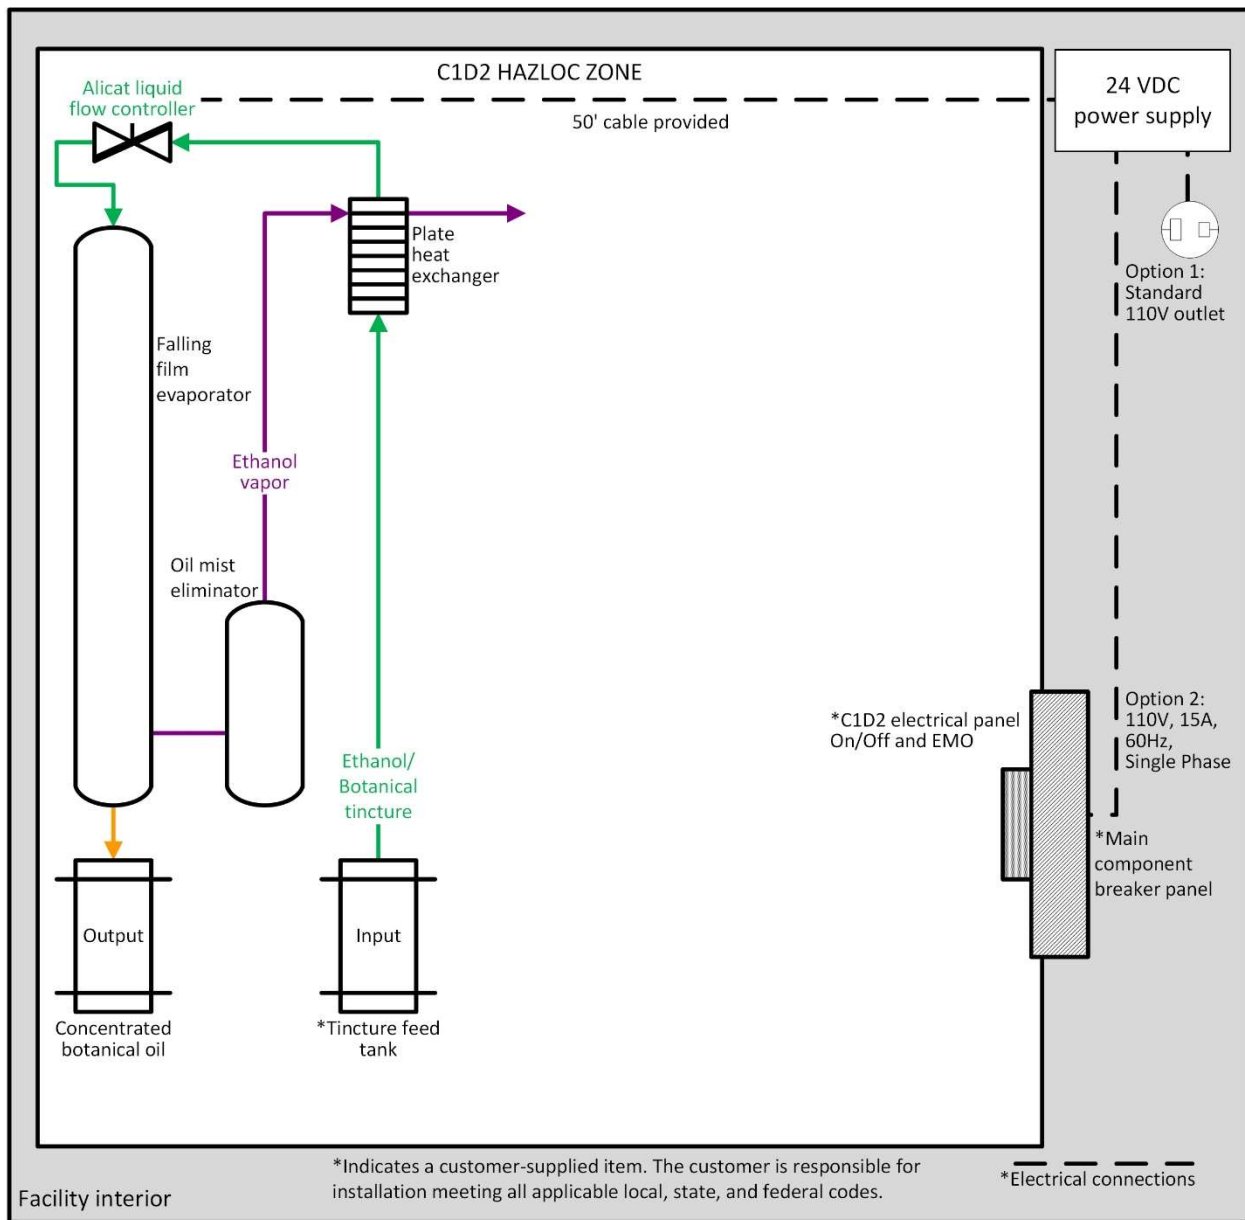 C1D2 HAZLOC ZONE
Alicat liquid
flow controller
50' cable provided
24 VDC
power supply
Plate
heat
exchanger
Option 1:
Standard
110V outlet
Falling
film
evaporator
Ethanol
vapor
Oil mist
eliminator
*C1D2 electrical panel
On/Off and EMO
Option 2:
110V, 15A,
60Hz,
Single Phase
Ethanol/
Botanical
tincture
*Main
component
breaker panel
Output
Input
Concentrated
botanical oil
*Tincture feed
tank
*Indicates a customer-supplied item. The customer is responsible for
installation meeting all applicable local, state, and federal codes.
*Electrical connections
Facility interior